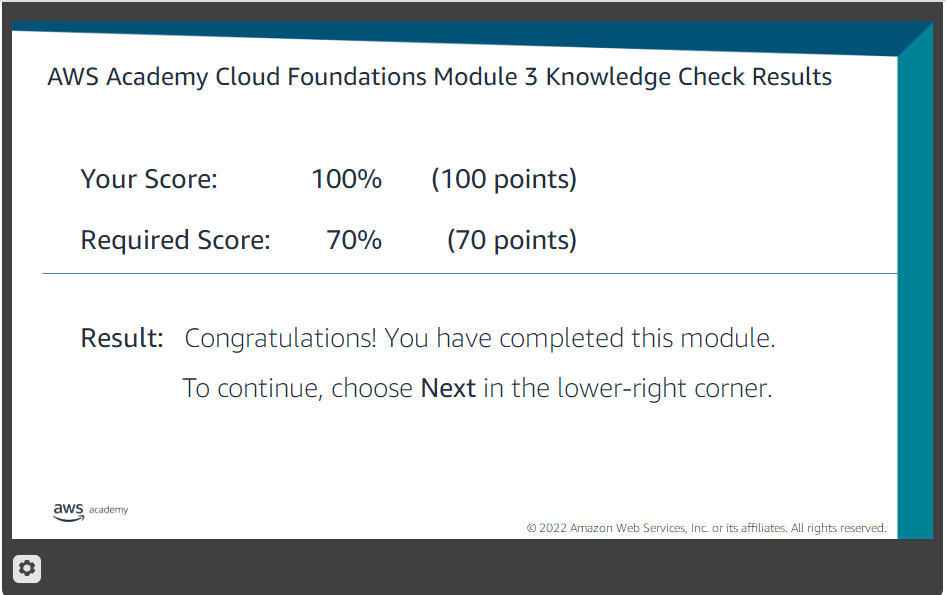 AWS Academy Cloud Foundations Module 3 Knowledge Check Results
Your Score: 100% (100 points)
Required Score: 70% (70 points)
Result: Congratulations! You have completed this module.
To continue, choose Next in the lower-right corner.
aws academy
© 2022 Amazon Web Services, Inc. or its affiliates. All rights reserved.